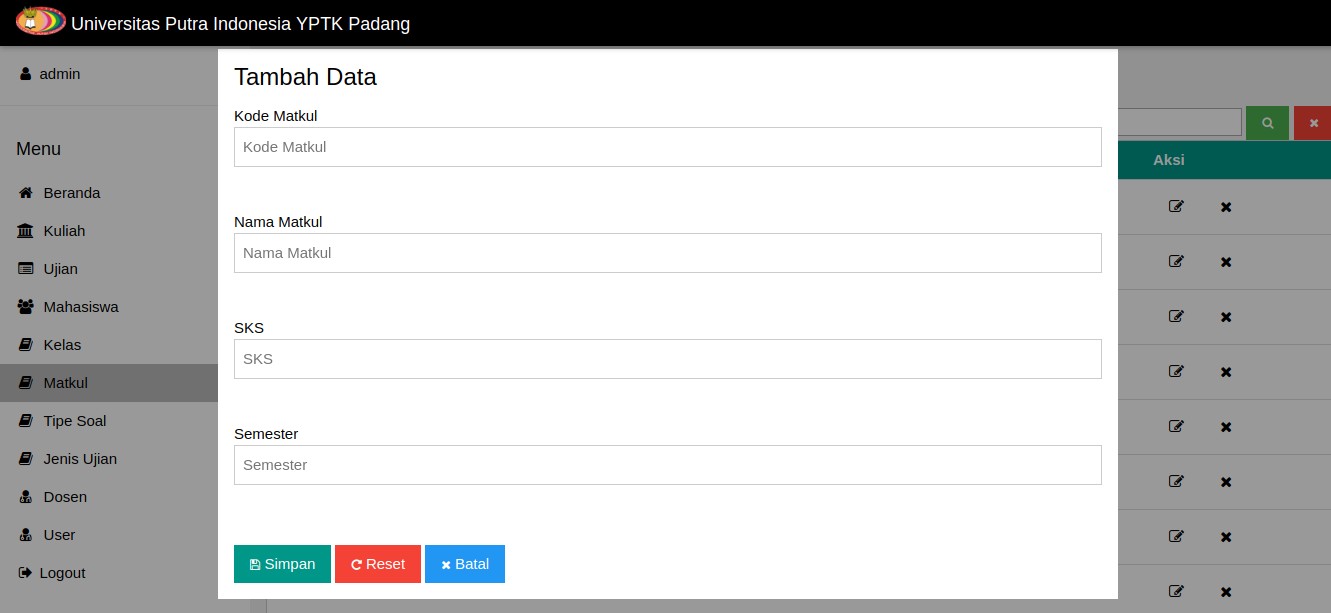 Universitas Putra Indonesia YPTK Padang
admin
Menu
Beranda
Kuliah
Ujian
Mahasiswa
Kelas
Matkul
Tipe Soal
Jenis Ujian
Dosen
User
Logout
Tambah Data
Kode Matkul
Kode Matkul
Nama Matkul
Nama Matkul
SKS
SKS
Semester
Semester
Simpan Reset Batal
Aksi